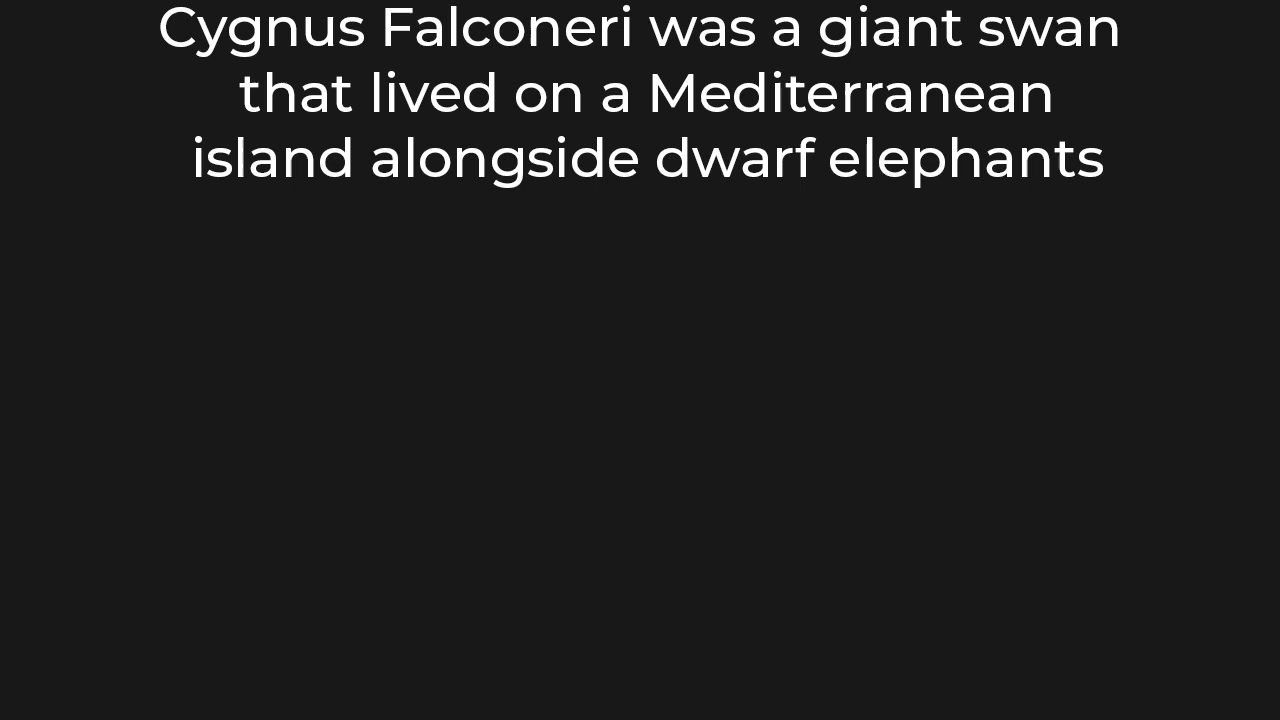 Cygnus Falconeri was a giant swan
that lived on a Mediterranean
island alongside dwarf elephants